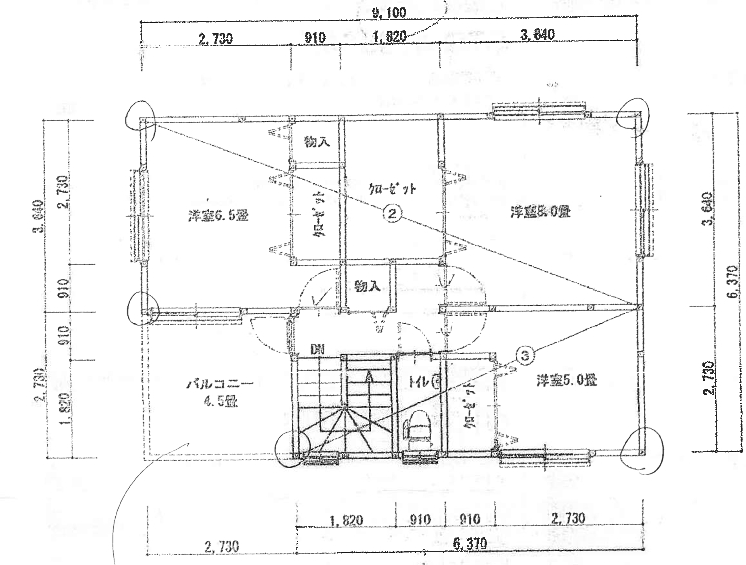 9,100
2,730 910 1,820 3,640
物入
クローゼット
洋室6.5畳
クローゼット
②
洋室8.0畳
物入
3,640
2,730
910
910
2,730
1,820
3,640
6,370
2,730
DN
③
バルコニー
4.5畳
トイレ
クローゼット
洋室5.0畳
1,820 910 910 2,730
2,730 6,370